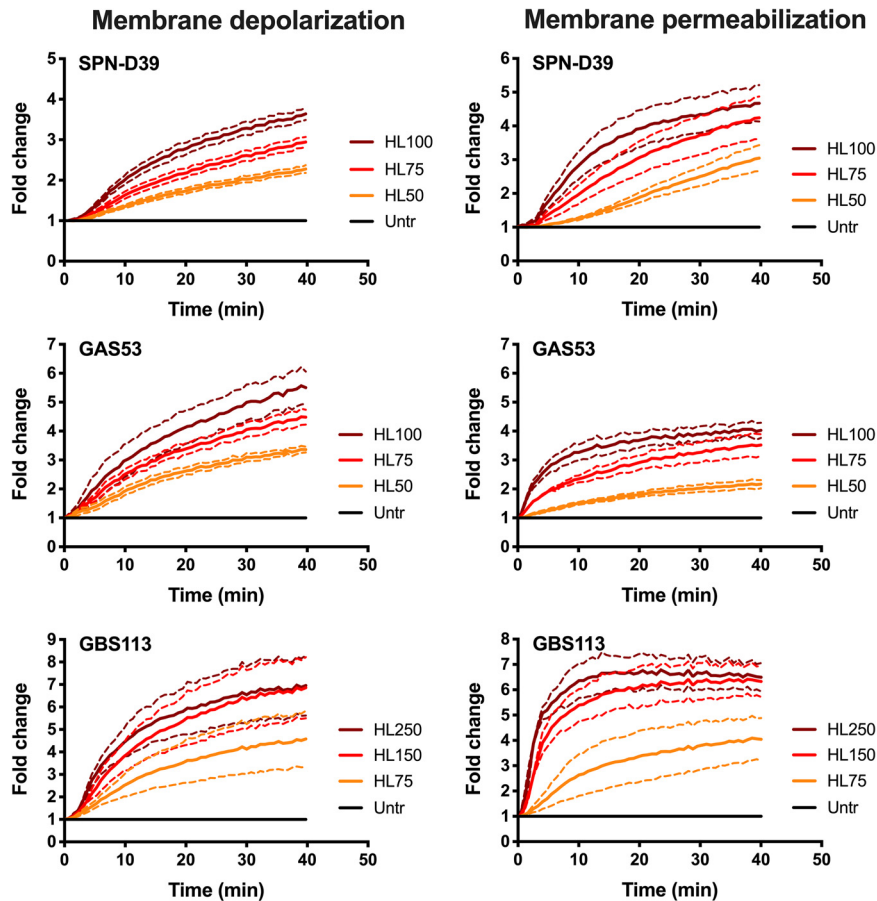 Membrane depolarization
Membrane permeabilization
SPN-D39
5
4
3
2
1
0
Fold change
0 10 20 30 40 50
Time (min)
HL100
HL75
HL50
Untr
SPN-D39
6
5
4
3
2
1
0
Fold change
0 10 20 30 40 50
Time (min)
HL100
HL75
HL50
Untr
GAS53
7
6
5
4
3
2
1
0
Fold change
0 10 20 30 40 50
Time (min)
HL100
HL75
HL50
Untr
GAS53
7
6
5
4
3
2
1
0
Fold change
0 10 20 30 40 50
Time (min)
HL100
HL75
HL50
Untr
GBS113
9
8
7
6
5
4
3
2
1
0
Fold change
0 10 20 30 40 50
Time (min)
HL250
HL150
HL75
Untr
GBS113
8
7
6
5
4
3
2
1
0
Fold change
0 10 20 30 40 50
Time (min)
HL250
HL150
HL75
Untr